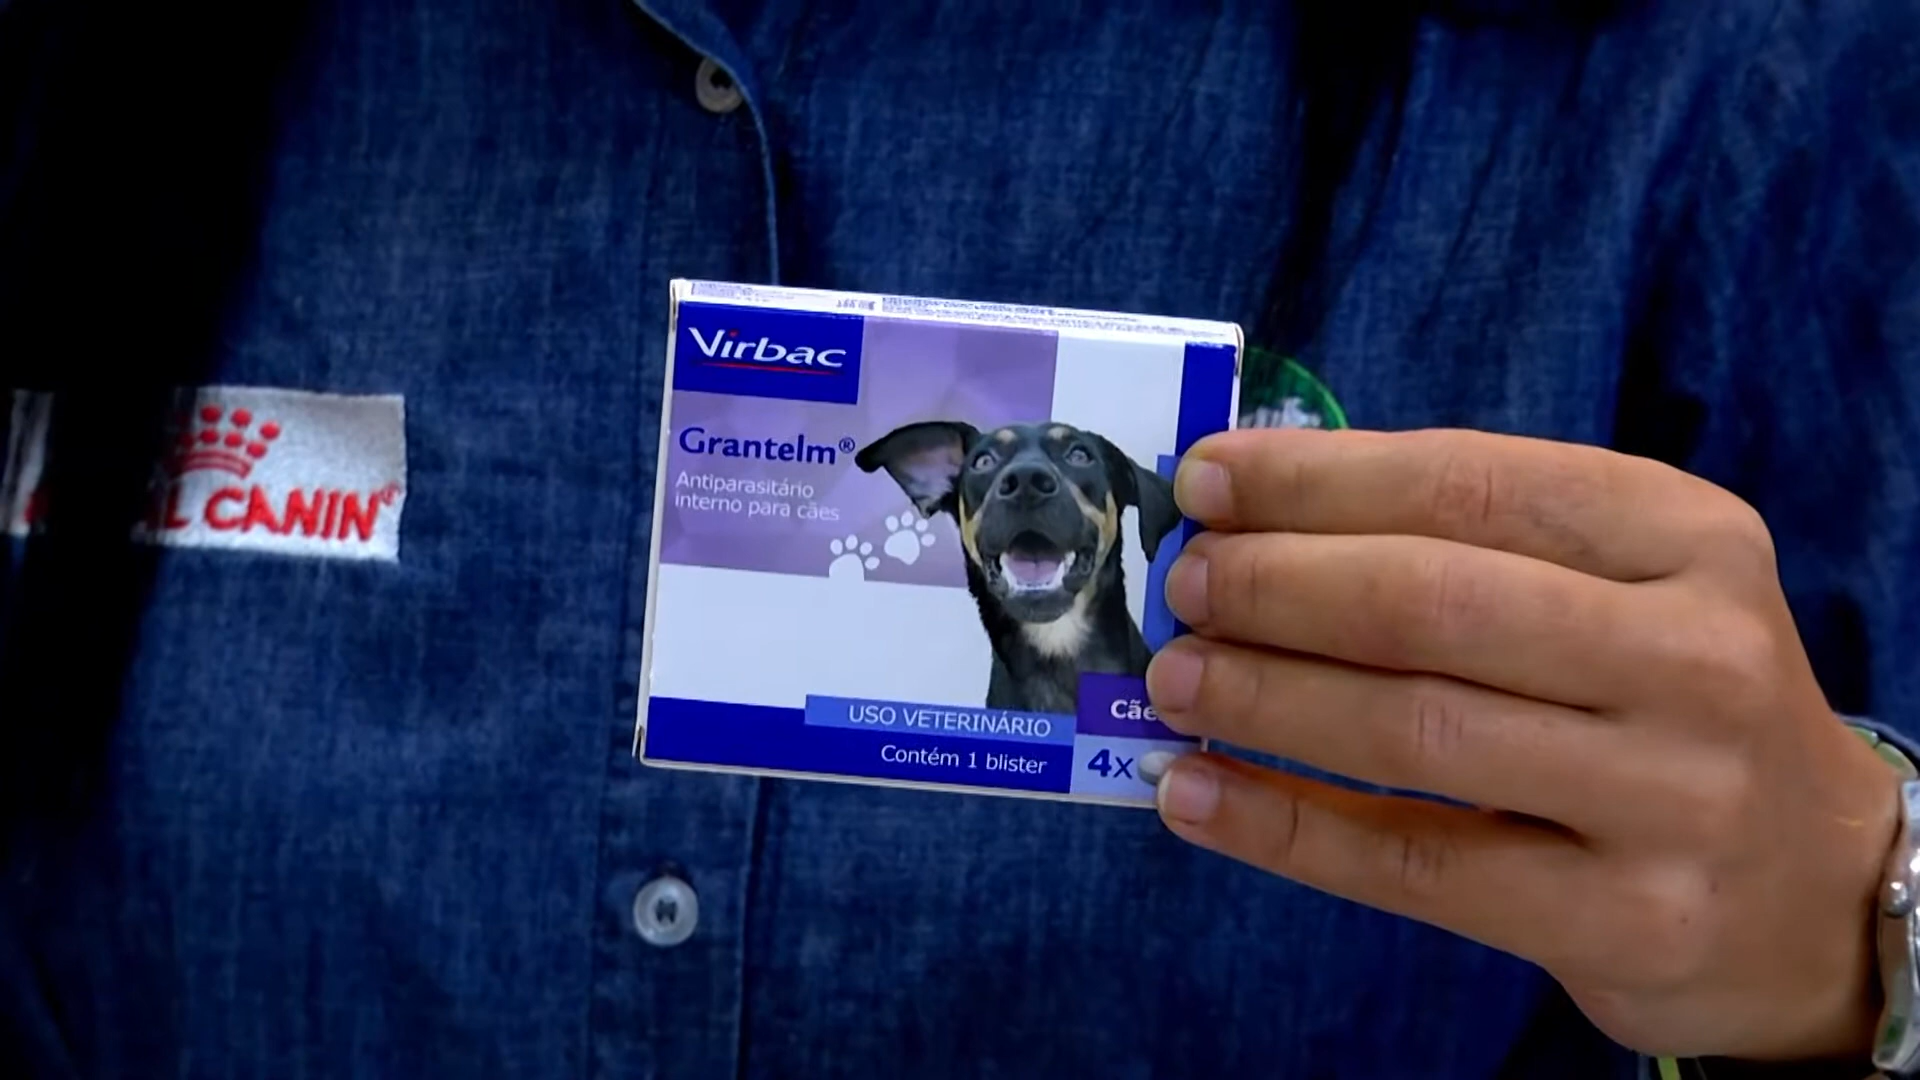 Virbac
Grantelm®
Antiparasitário
interno para cães
USO VETERINÁRIO
Contém 1 blister
4x
L CANIN